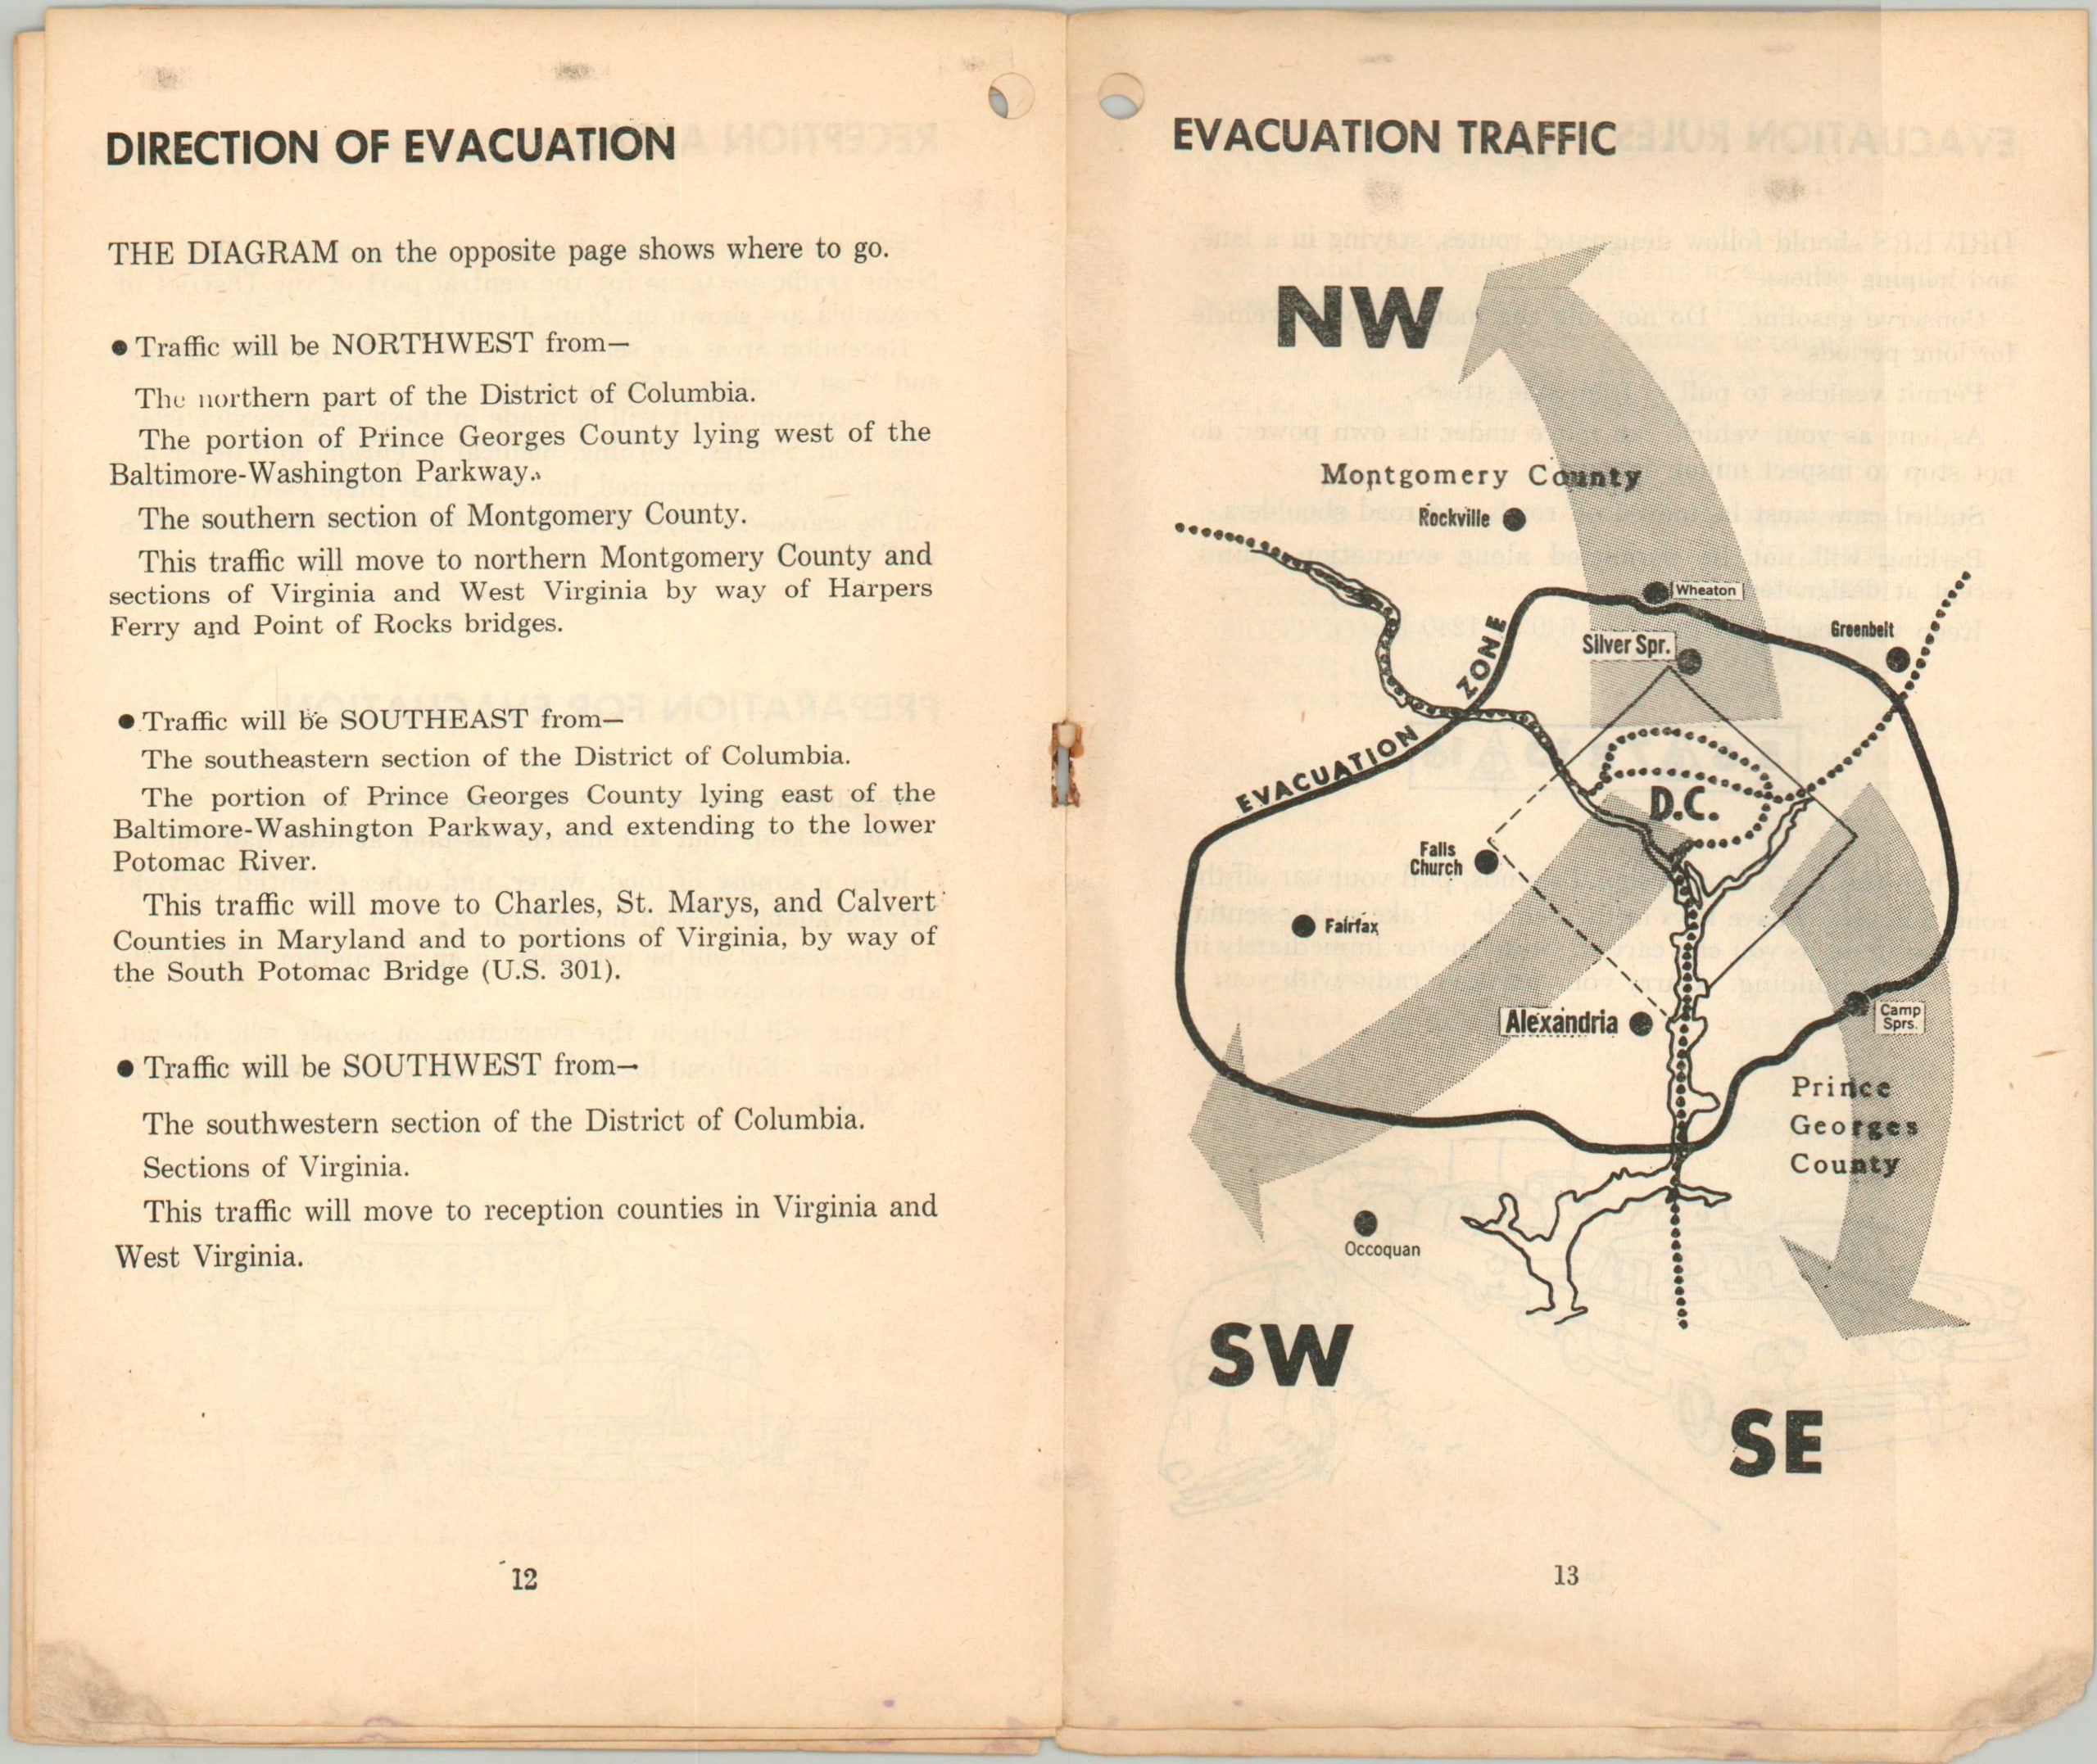 DIRECTION OF EVACUATION
THE DIAGRAM on the opposite page shows where to go.
● Traffic will be NORTHWEST from—
The northern part of the District of Columbia.
The portion of Prince Georges County lying west of the
Baltimore-Washington Parkway.
The southern section of Montgomery County.
This traffic will move to northern Montgomery County and
sections of Virginia and West Virginia by way of Harpers
Ferry and Point of Rocks bridges.
● Traffic will be SOUTHEAST from—
The southeastern section of the District of Columbia.
The portion of Prince Georges County lying east of the
Baltimore-Washington Parkway, and extending to the lower
Potomac River.
This traffic will move to Charles, St. Marys, and Calvert
Counties in Maryland and to portions of Virginia, by way of
the South Potomac Bridge (U.S. 301).
● Traffic will be SOUTHWEST from—
The southwestern section of the District of Columbia.
Sections of Virginia.
This traffic will move to reception counties in Virginia and
West Virginia.
12
EVACUATION TRAFFIC
NW
Montgomery County
Rockville
Wheaton
Greenbelt
Silver Spr.
EVACUATION ZONE
D.C.
Falls
Church
Fairfax
Alexandria
Camp
Sprs.
Prince
Georges
County
Occoquan
SW
SE
13